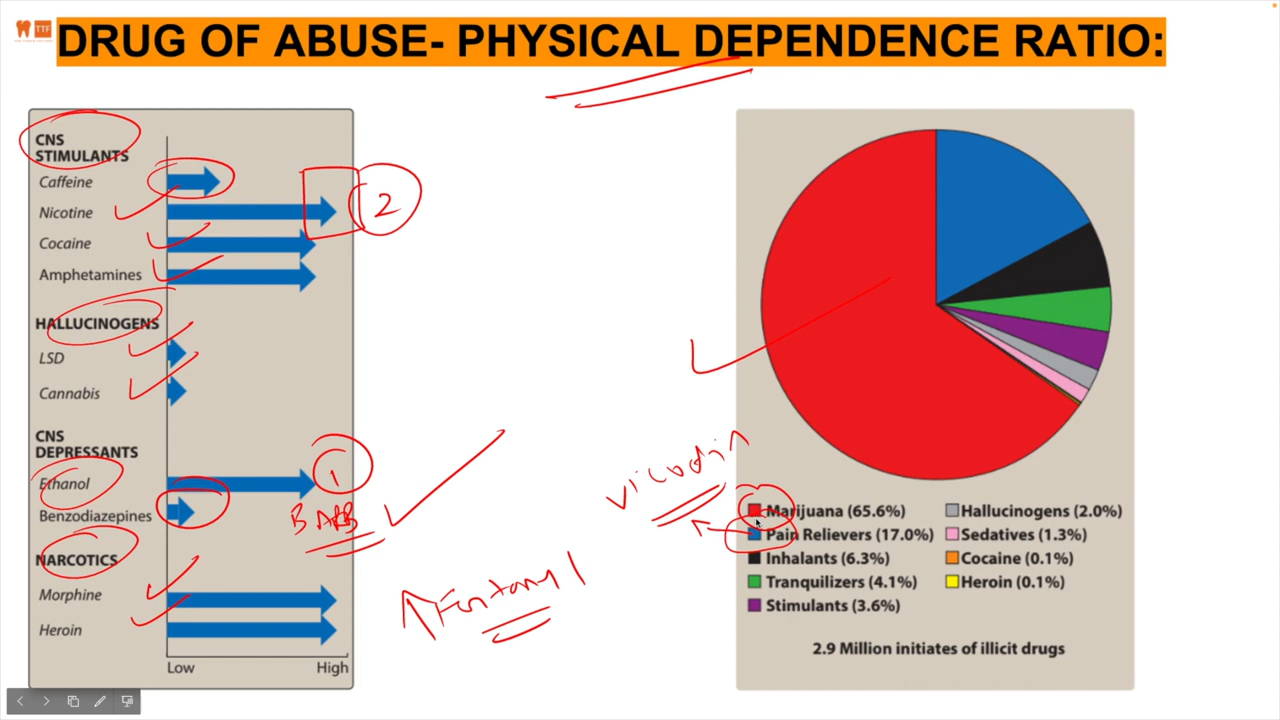 TTF
DRUG OF ABUSE- PHYSICAL DEPENDENCE RATIO:
CNS
STIMULANTS
Caffeine
Nicotine
Cocaine
Amphetamines
2
HALLUCINOGENS
LSD
Cannabis
CNS
DEPRESSANTS
Ethanol
1
Benzodiazepines
BARB
NARCOTICS
Morphine
Heroin
Low High
Fentanyl
Vicodin
Marijuana (65.6%)
Pain Relievers (17.0%)
Inhalants (6.3%)
Tranquilizers (4.1%)
Stimulants (3.6%)
Hallucinogens (2.0%)
Sedatives (1.3%)
Cocaine (0.1%)
Heroin (0.1%)
2.9 Million initiates of illicit drugs